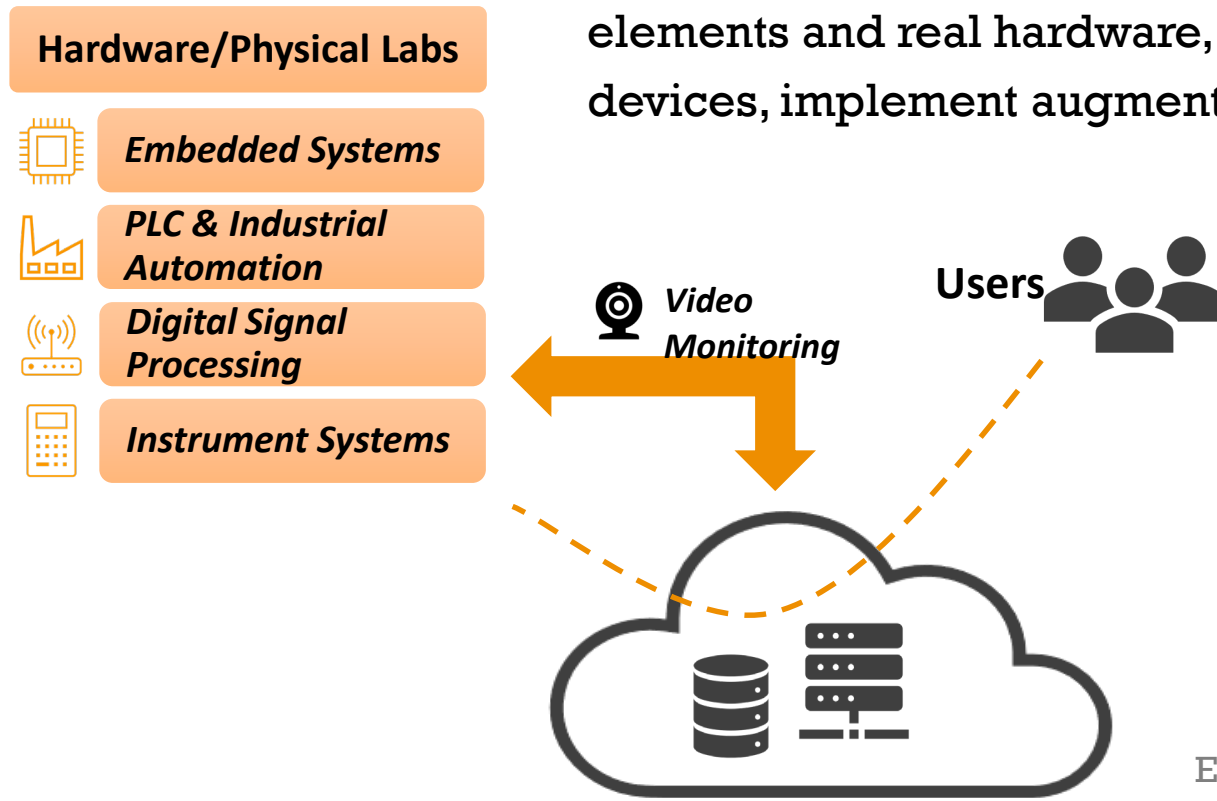 Hardware/Physical Labs
elements and real hardware,
devices, implement augment
Embedded Systems
PLC & Industrial
Automation
Digital Signal
Processing
Instrument Systems
Video
Monitoring
Users
E